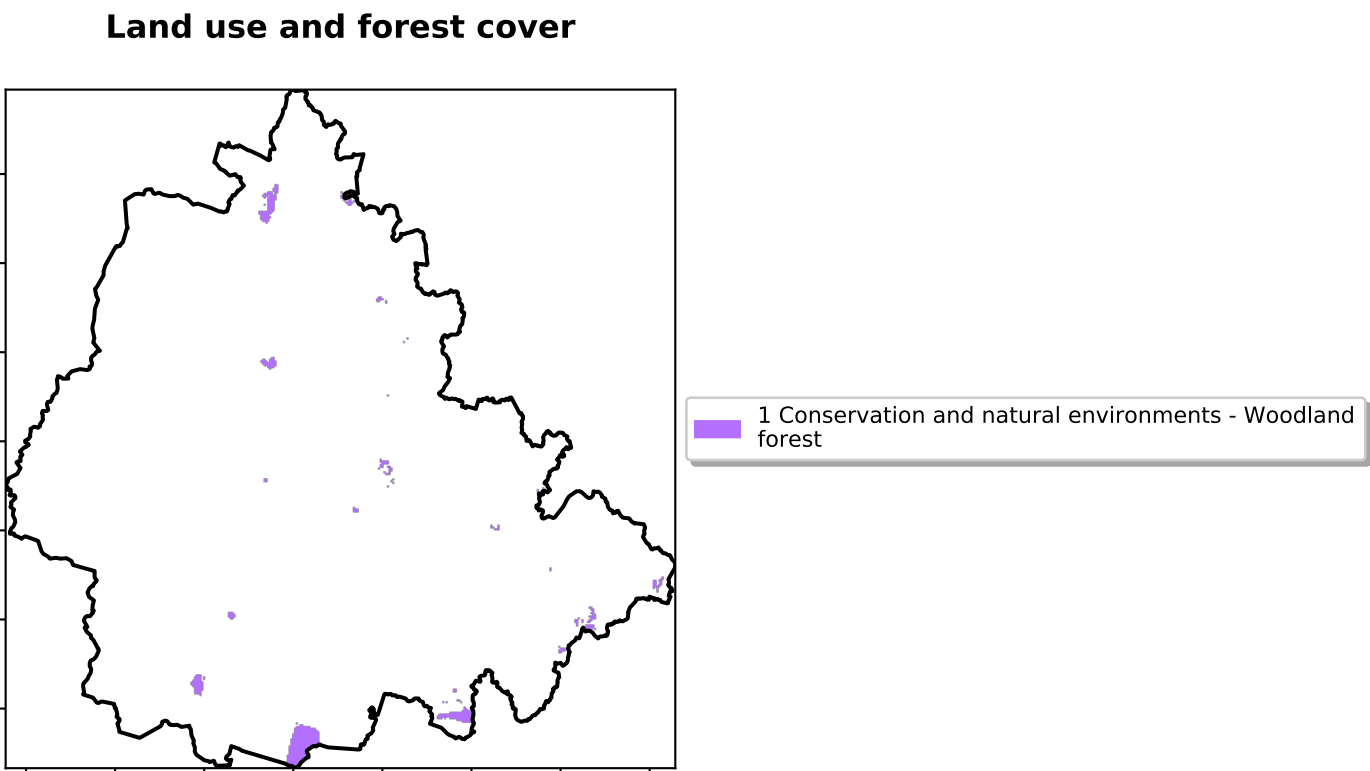 Land use and forest cover
1 Conservation and natural environments - Woodland
forest